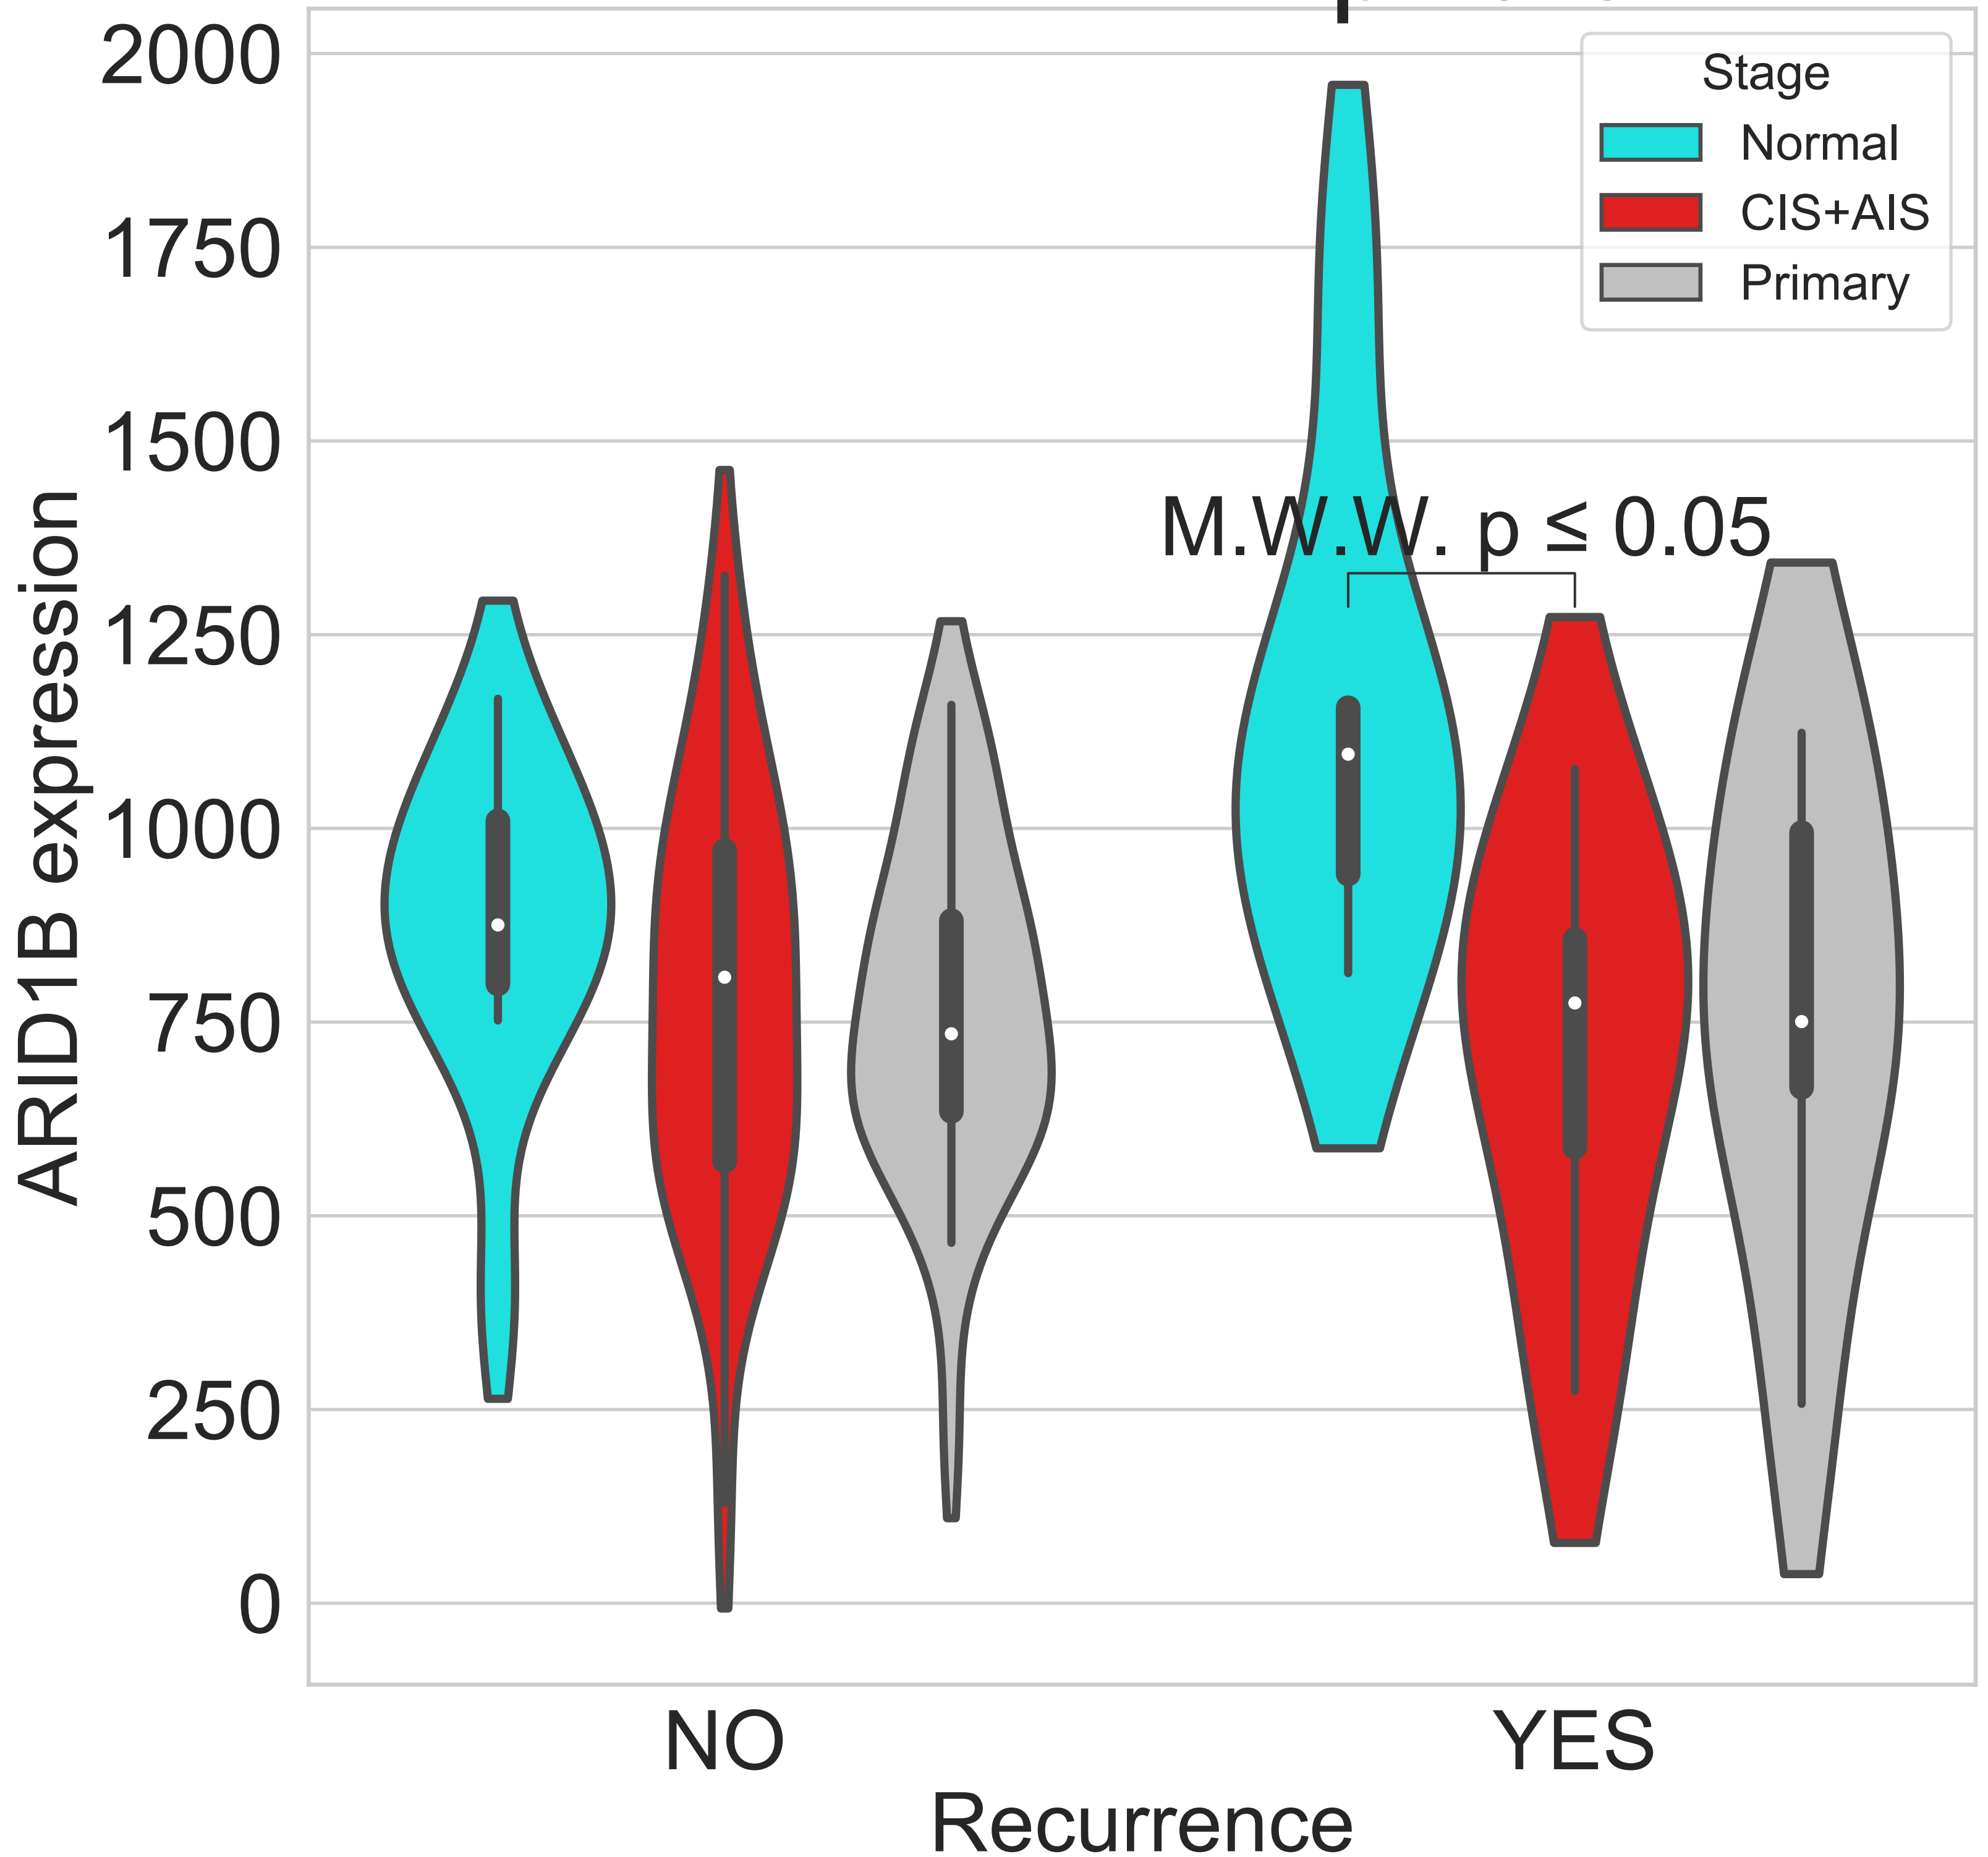 2000
1750
1500
1250
1000
750
500
250
0
ARID1B expression
Stage
Normal
CIS+AIS
Primary
M.W.W. p ≤ 0.05
NO
YES
Recurrence